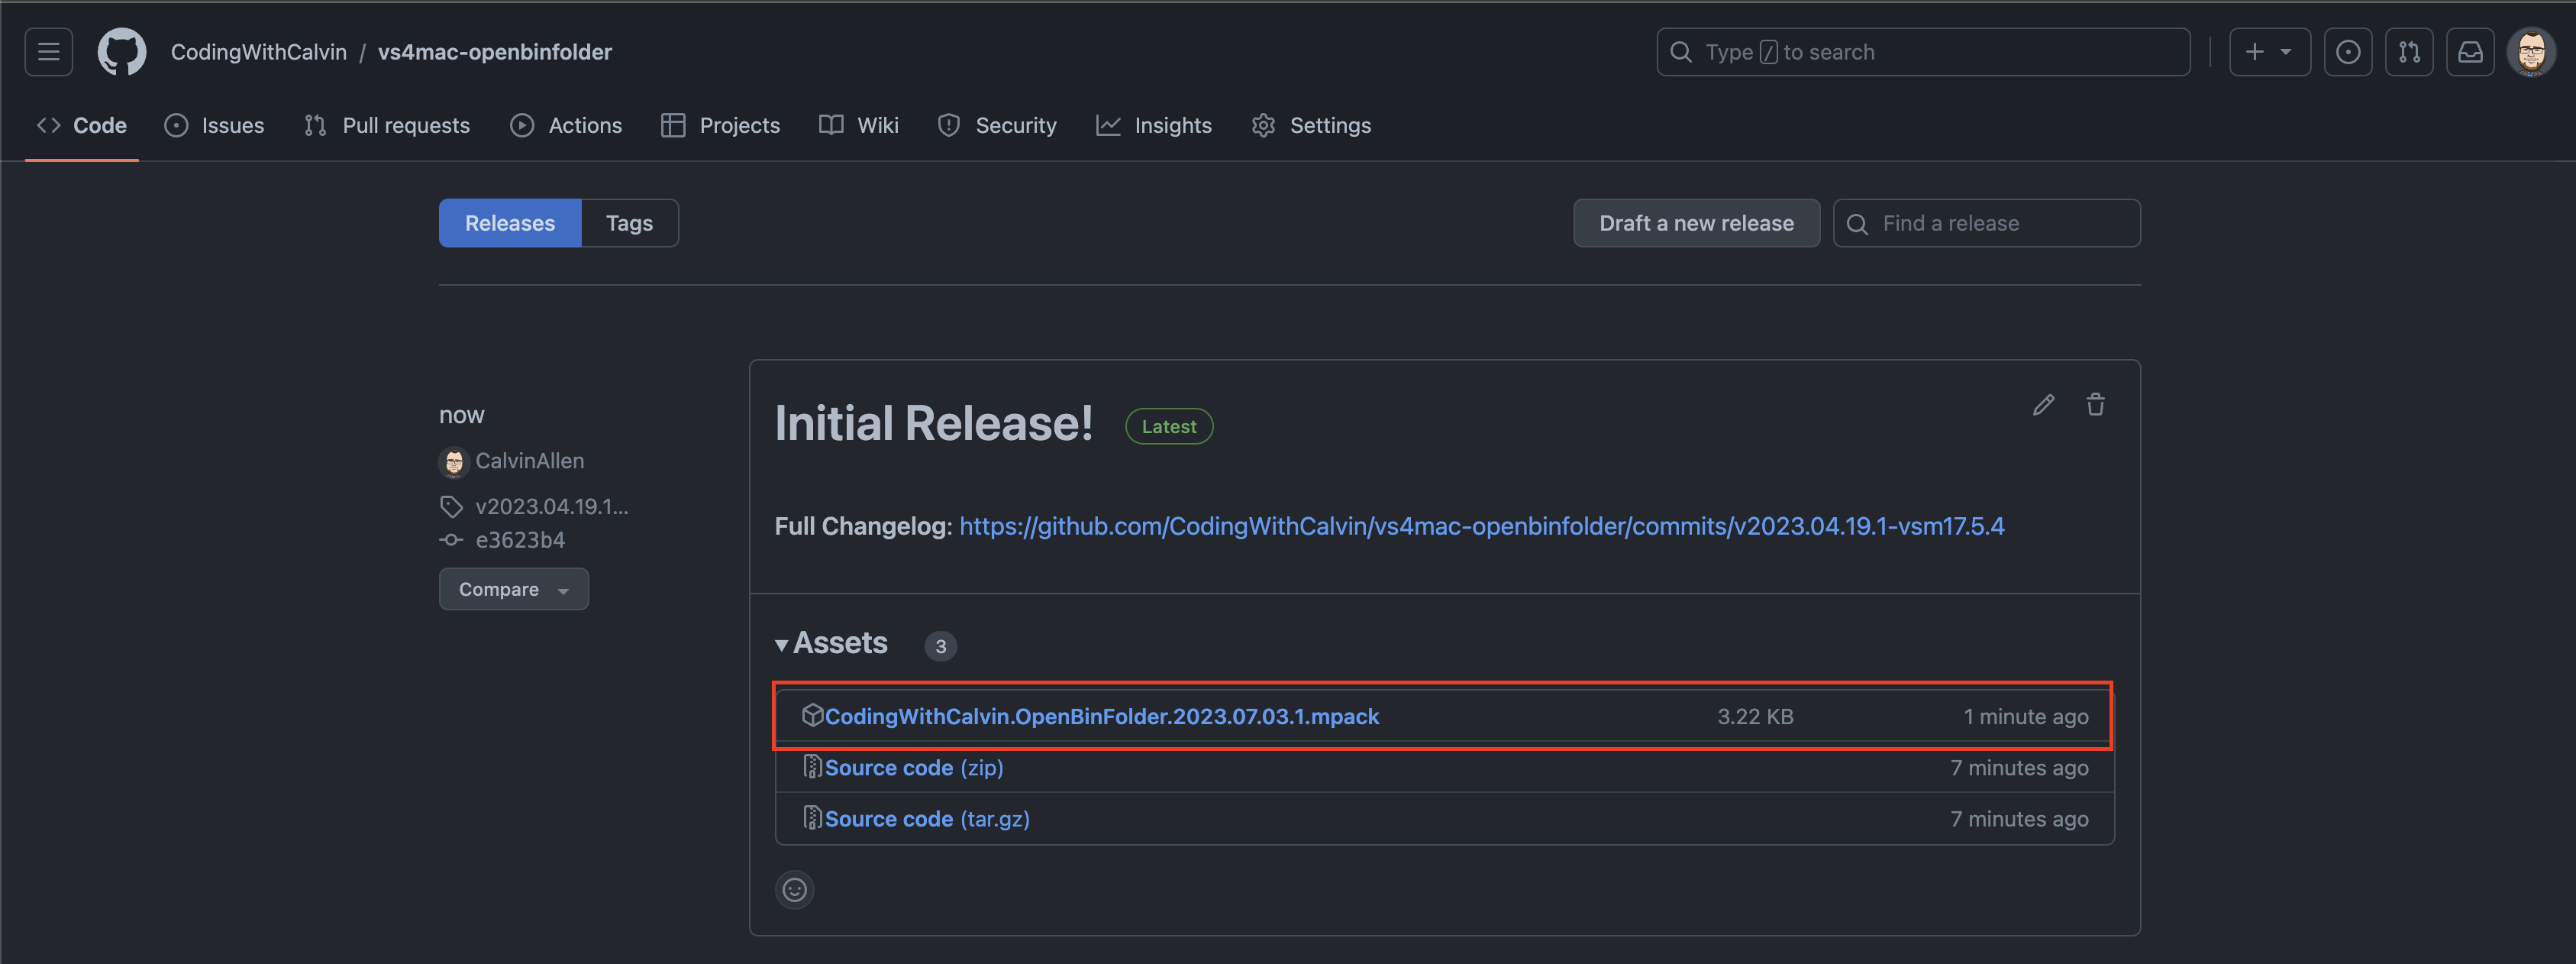 CodingWithCalvin / vs4mac-openbinfolder
Type / to search
Code Issues Pull requests Actions Projects Wiki Security Insights Settings
Releases Tags
Draft a new release
Find a release
now
CalvinAllen
v2023.04.19.1...
e3623b4
Compare
Initial Release! Latest
Full Changelog: https://github.com/CodingWithCalvin/vs4mac-openbinfolder/commits/v2023.04.19.1-vsm17.5.4
Assets 3
CodingWithCalvin.OpenBinFolder.2023.07.03.1.mpack 3.22 KB 1 minute ago
Source code (zip) 7 minutes ago
Source code (tar.gz) 7 minutes ago